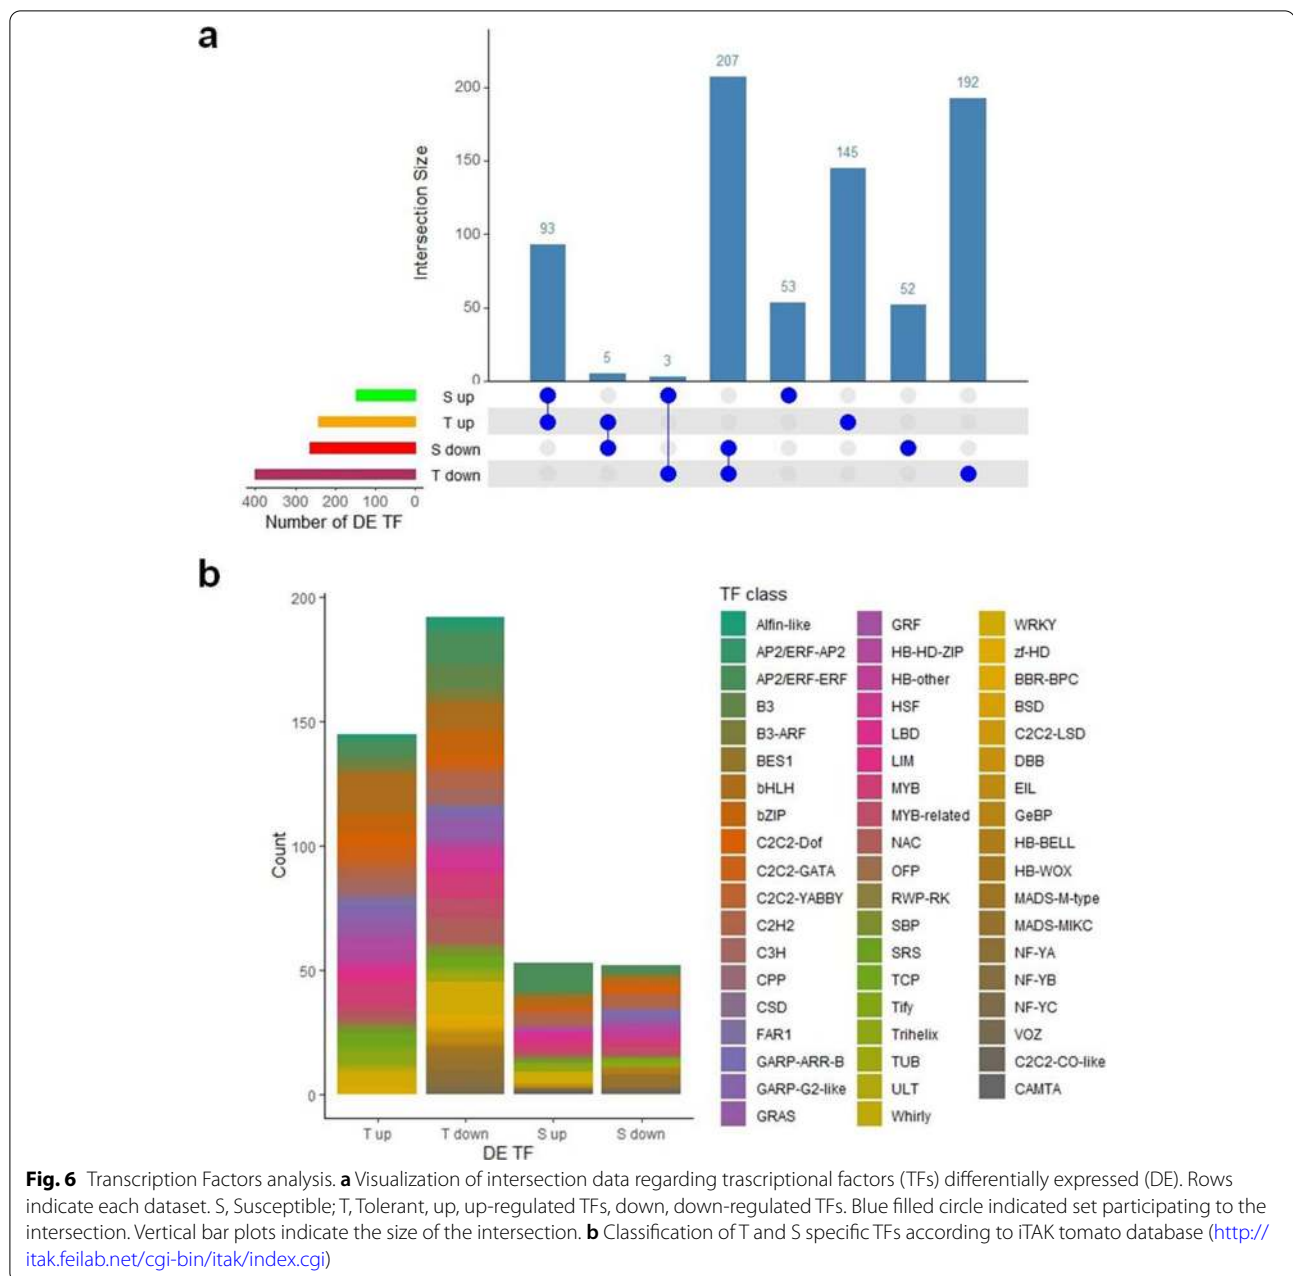 a
Intersection Size
200
150
100
50
0
93
5
3
207
53
145
52
192
S up
T up
S down
T down
400 300 200 100 0
Number of DE TF
b
Count
200
150
100
50
0
T up T down S up S down
DE TF
TF class
Alfin-like
AP2/ERF-AP2
AP2/ERF-ERF
B3
B3-ARF
BES1
bHLH
bZIP
C2C2-Dof
C2C2-GATA
C2C2-YABBY
C2H2
C3H
CPP
CSD
FAR1
GARP-ARR-B
GARP-G2-like
GRAS
GRF
HB-HD-ZIP
HB-other
HSF
LBD
LIM
MYB
MYB-related
NAC
OFP
RWP-RK
SBP
SRS
TCP
Tify
Trihelix
TUB
ULT
Whirly
WRKY
zf-HD
BBR-BPC
BSD
C2C2-LSD
DBB
EIL
GeBP
HB-BELL
HB-WOX
MADS-M-type
MADS-MIKC
NF-YA
NF-YB
NF-YC
VOZ
C2C2-CO-like
CAMTA
Fig. 6 Transcription Factors analysis. a Visualization of intersection data regarding trascriptional factors (TFs) differentially expressed (DE). Rows
indicate each dataset. S, Susceptible; T, Tolerant, up, up-regulated TFs, down, down-regulated TFs. Blue filled circle indicated set participating to the
intersection. Vertical bar plots indicate the size of the intersection. b Classification of T and S specific TFs according to iTAK tomato database (http://
itak.feilab.net/cgi-bin/itak/index.cgi)